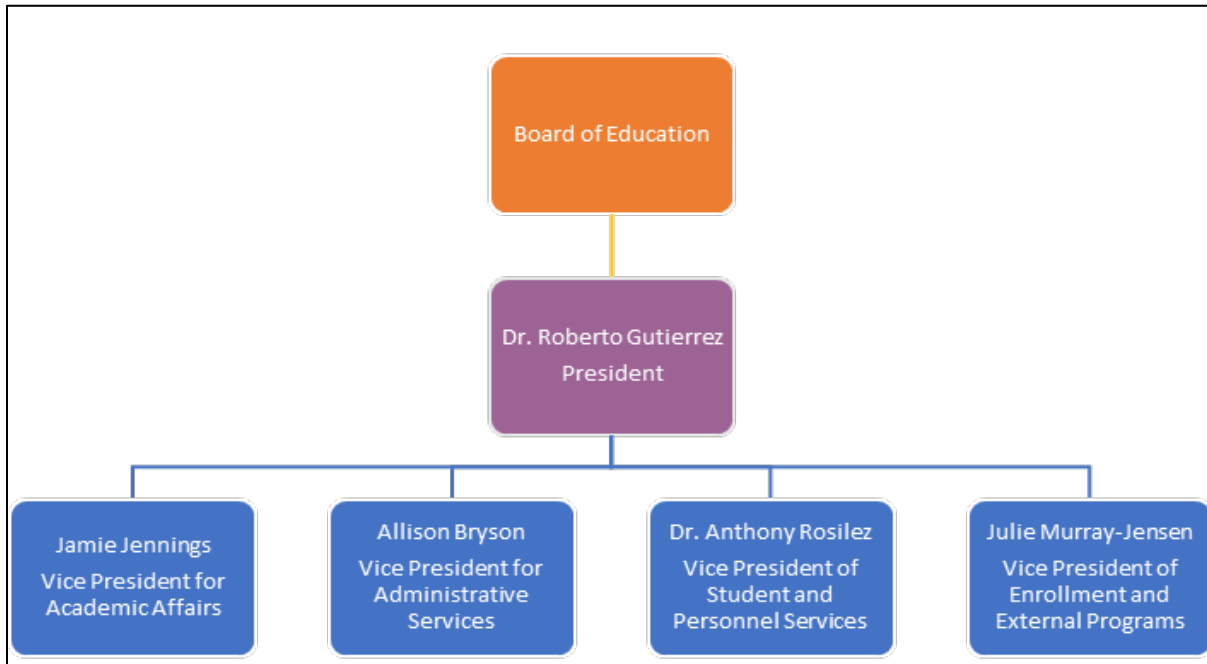 Board of Education
Dr. Roberto Gutierrez
President
Jamie Jennings
Vice President for
Academic Affairs
Allison Bryson
Vice President for
Administrative
Services
Dr. Anthony Rosilez
Vice President of
Student and
Personnel Services
Julie Murray-Jensen
Vice President of
Enrollment and
External Programs